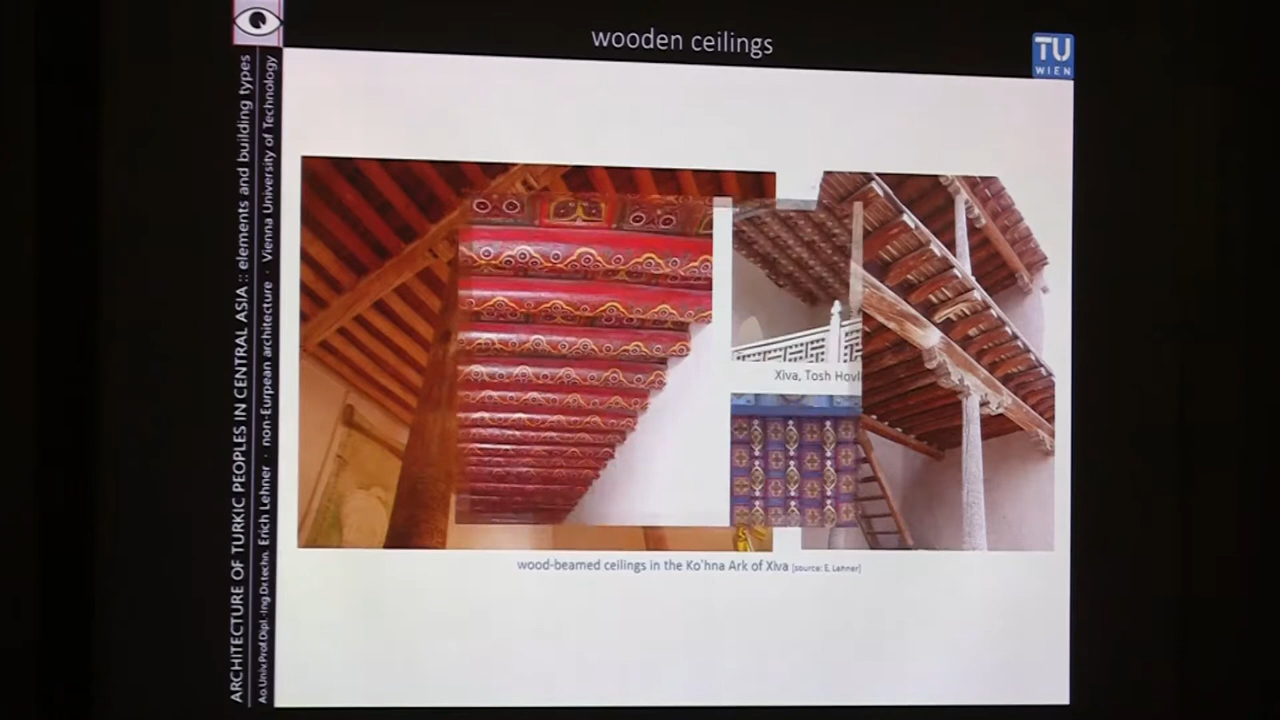 wooden ceilings
TU
WIEN
ARCHITECTURE OF TURKIC PEOPLES IN CENTRAL ASIA :: elements and building types
Ao.Univ.Prof.Dipl.-Ing.Dr.techn. Erich Lehner · non-Eurpean architecture · Vienna University of Technology
Xiva, Tosh Hovli
wood-beamed ceilings in the Ko'hna Ark of Xiva [source: E. Lehner]